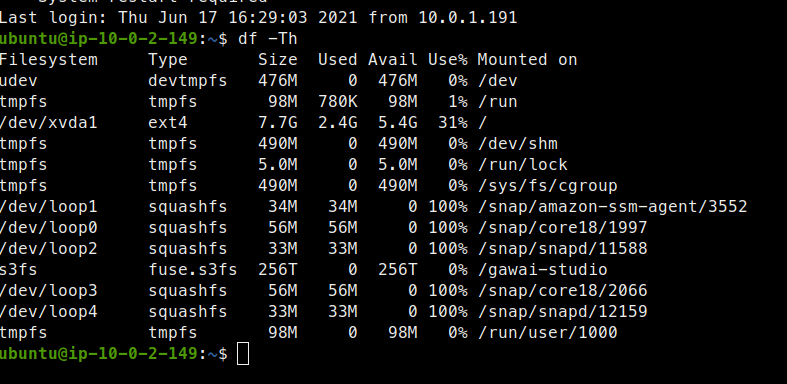 System restart required
Last login: Thu Jun 17 16:29:03 2021 from 10.0.1.191
ubuntu@ip-10-0-2-149:~$ df -Th
Filesystem     Type       Size  Used Avail Use% Mounted on
udev           devtmpfs   476M     0  476M   0% /dev
tmpfs          tmpfs       98M  780K   98M   1% /run
/dev/xvda1     ext4       7.7G  2.4G  5.4G  31% /
tmpfs          tmpfs      490M     0  490M   0% /dev/shm
tmpfs          tmpfs      5.0M     0  5.0M   0% /run/lock
tmpfs          tmpfs      490M     0  490M   0% /sys/fs/cgroup
/dev/loop1     squashfs    34M   34M     0 100% /snap/amazon-ssm-agent/3552
/dev/loop0     squashfs    56M   56M     0 100% /snap/core18/1997
/dev/loop2     squashfs    33M   33M     0 100% /snap/snapd/11588
s3fs           fuse.s3fs  256T     0  256T   0% /gawai-studio
/dev/loop3     squashfs    56M   56M     0 100% /snap/core18/2066
/dev/loop4     squashfs    33M   33M     0 100% /snap/snapd/12159
tmpfs          tmpfs       98M     0   98M   0% /run/user/1000
ubuntu@ip-10-0-2-149:~$